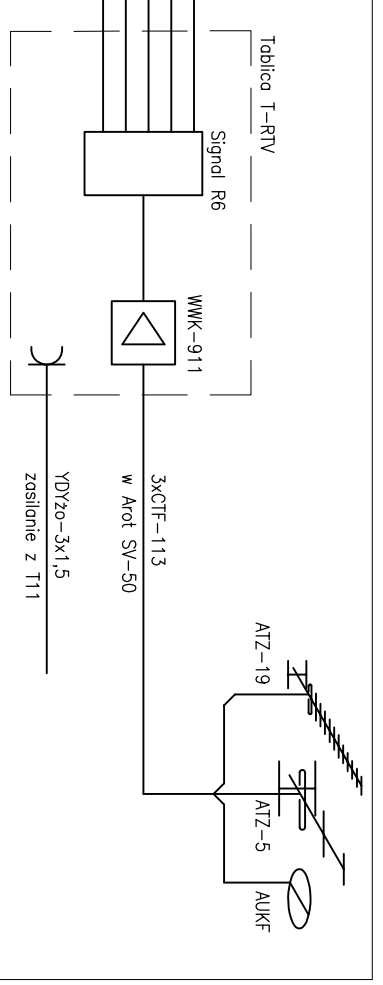 Tablica T-RTV
Signal R6
WWK-911
3xCTF-113
w Arot SV-50
YDYżo-3x1,5
zasilanie z T11
ATZ-19
ATZ-5
AUKF